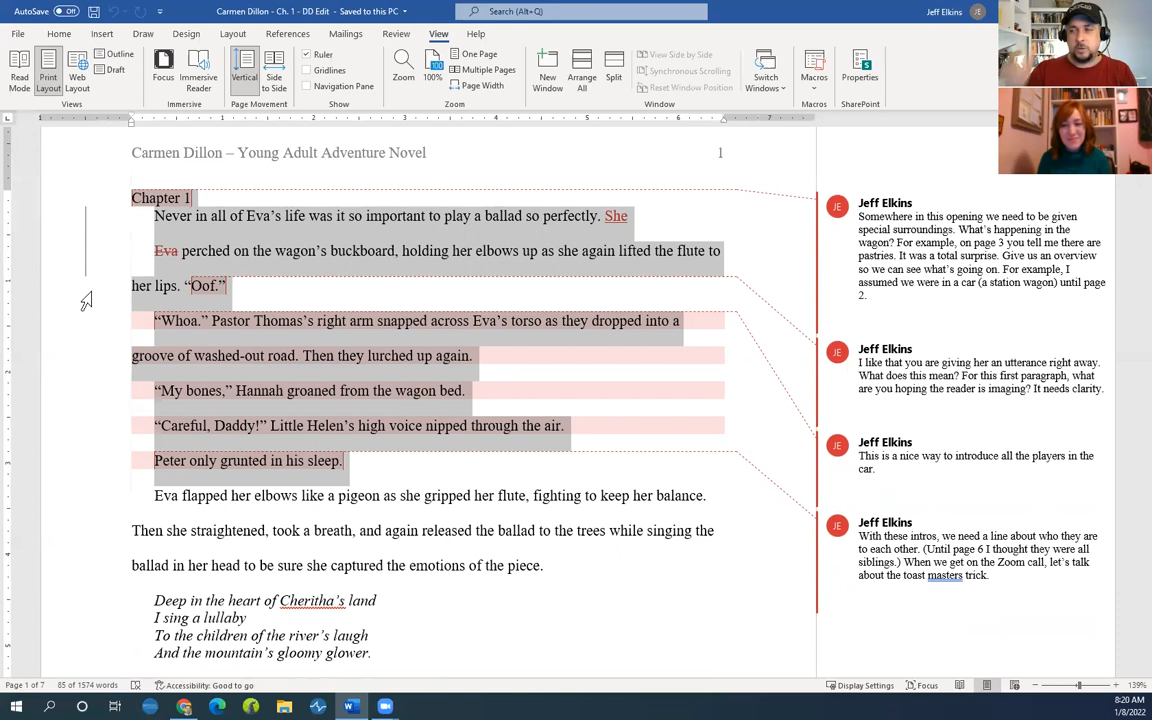 AutoSave Off Carmen Dillon - Ch. 1 - DD Edit - Saved to this PC Search (Alt+Q) Jeff Elkins JE
File Home Insert Draw Design Layout References Mailings Review View Help
Read Mode Print Layout Web Layout Outline Draft Focus Immersive Reader Vertical Side to Side Ruler Gridlines Navigation Pane Zoom 100% One Page Multiple Pages Page Width New Window Arrange All Split View Side by Side Synchronous Scrolling Reset Window Position Switch Windows Macros Properties
Views Immersive Page Movement Show Zoom Window Macros SharePoint
1 1 2 3 4 5 6 7
Carmen Dillon – Young Adult Adventure Novel 1
Chapter 1
Never in all of Eva’s life was it so important to play a ballad so perfectly. She
Eva perched on the wagon’s buckboard, holding her elbows up as she again lifted the flute to
her lips. “Oof.”
“Whoa.” Pastor Thomas’s right arm snapped across Eva’s torso as they dropped into a
groove of washed-out road. Then they lurched up again.
“My bones,” Hannah groaned from the wagon bed.
“Careful, Daddy!” Little Helen’s high voice nipped through the air.
Peter only grunted in his sleep.
Eva flapped her elbows like a pigeon as she gripped her flute, fighting to keep her balance.
Then she straightened, took a breath, and again released the ballad to the trees while singing the
ballad in her head to be sure she captured the emotions of the piece.
Deep in the heart of Cheritha’s land
I sing a lullaby
To the children of the river’s laugh
And the mountain’s gloomy glower.
JE Jeff Elkins
Somewhere in this opening we need to be given
special surroundings. What’s happening in the
wagon? For example, on page 3 you tell me there are
pastries. It was a total surprise. Give us an overview
so we can see what’s going on. For example, I
assumed we were in a car (a station wagon) until page
2.
JE Jeff Elkins
I like that you are giving her an utterance right away.
What does this mean? For this first paragraph, what
are you hoping the reader is imaging? It needs clarity.
JE Jeff Elkins
This is a nice way to introduce all the players in the
car.
JE Jeff Elkins
With these intros, we need a line about who they are
to each other. (Until page 6 I thought they were all
siblings.) When we get on the Zoom call, let’s talk
about the toast masters trick.
Page 1 of 7 85 of 1574 words Accessibility: Good to go Display Settings Focus 139%
8:20 AM
1/8/2022